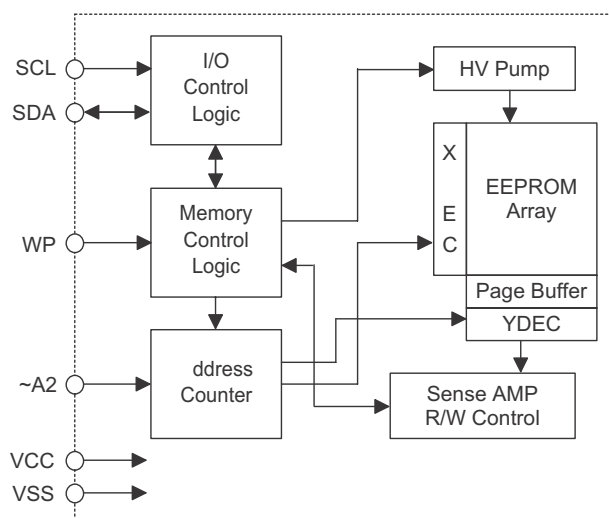 SCL
SDA
WP
~A2
VCC
VSS
I/O
Control
Logic
Memory
Control
Logic
ddress
Counter
HV Pump
X
E
C
EEPROM
Array
Page Buffer
YDEC
Sense AMP
R/W Control